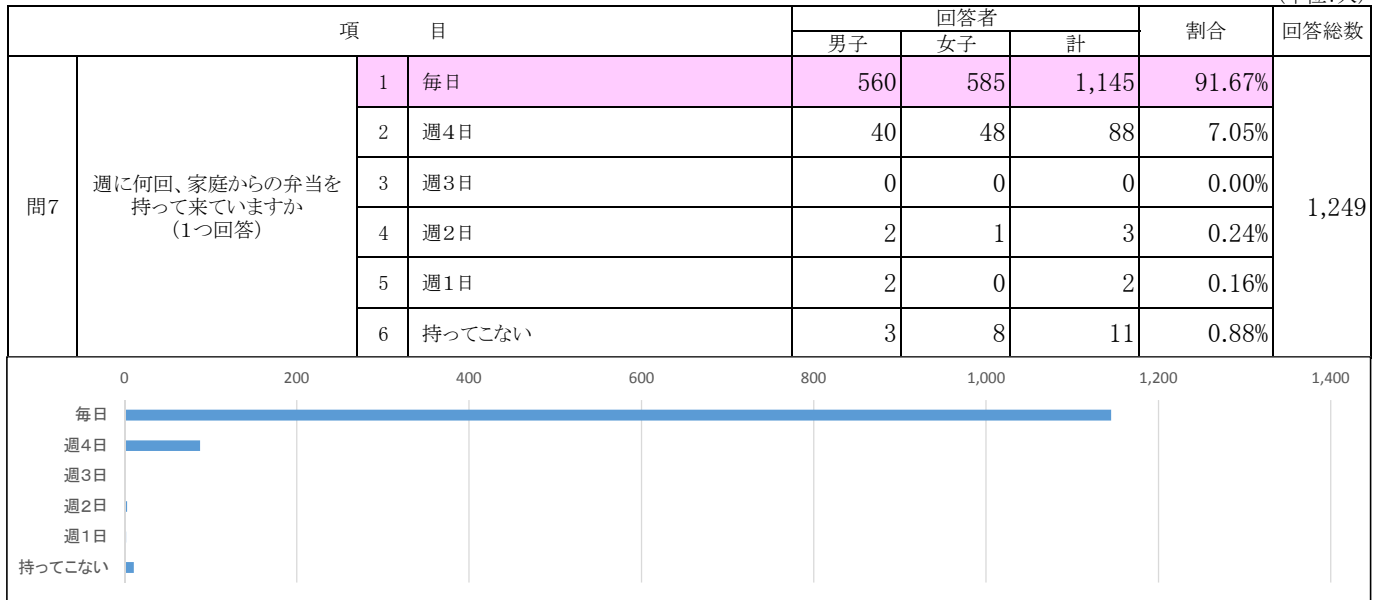 項 目 回答者 割合 回答総数
男子 女子 計
問7 週に何回、家庭からの弁当を
持って来ていますか
(1つ回答)
1 毎日 560 585 1,145 91.67% 1,249
2 週4日 40 48 88 7.05%
3 週3日 0 0 0 0.00%
4 週2日 2 1 3 0.24%
5 週1日 2 0 2 0.16%
6 持ってこない 3 8 11 0.88%
0 200 400 600 800 1,000 1,200 1,400
毎日
週4日
週3日
週2日
週1日
持ってこない